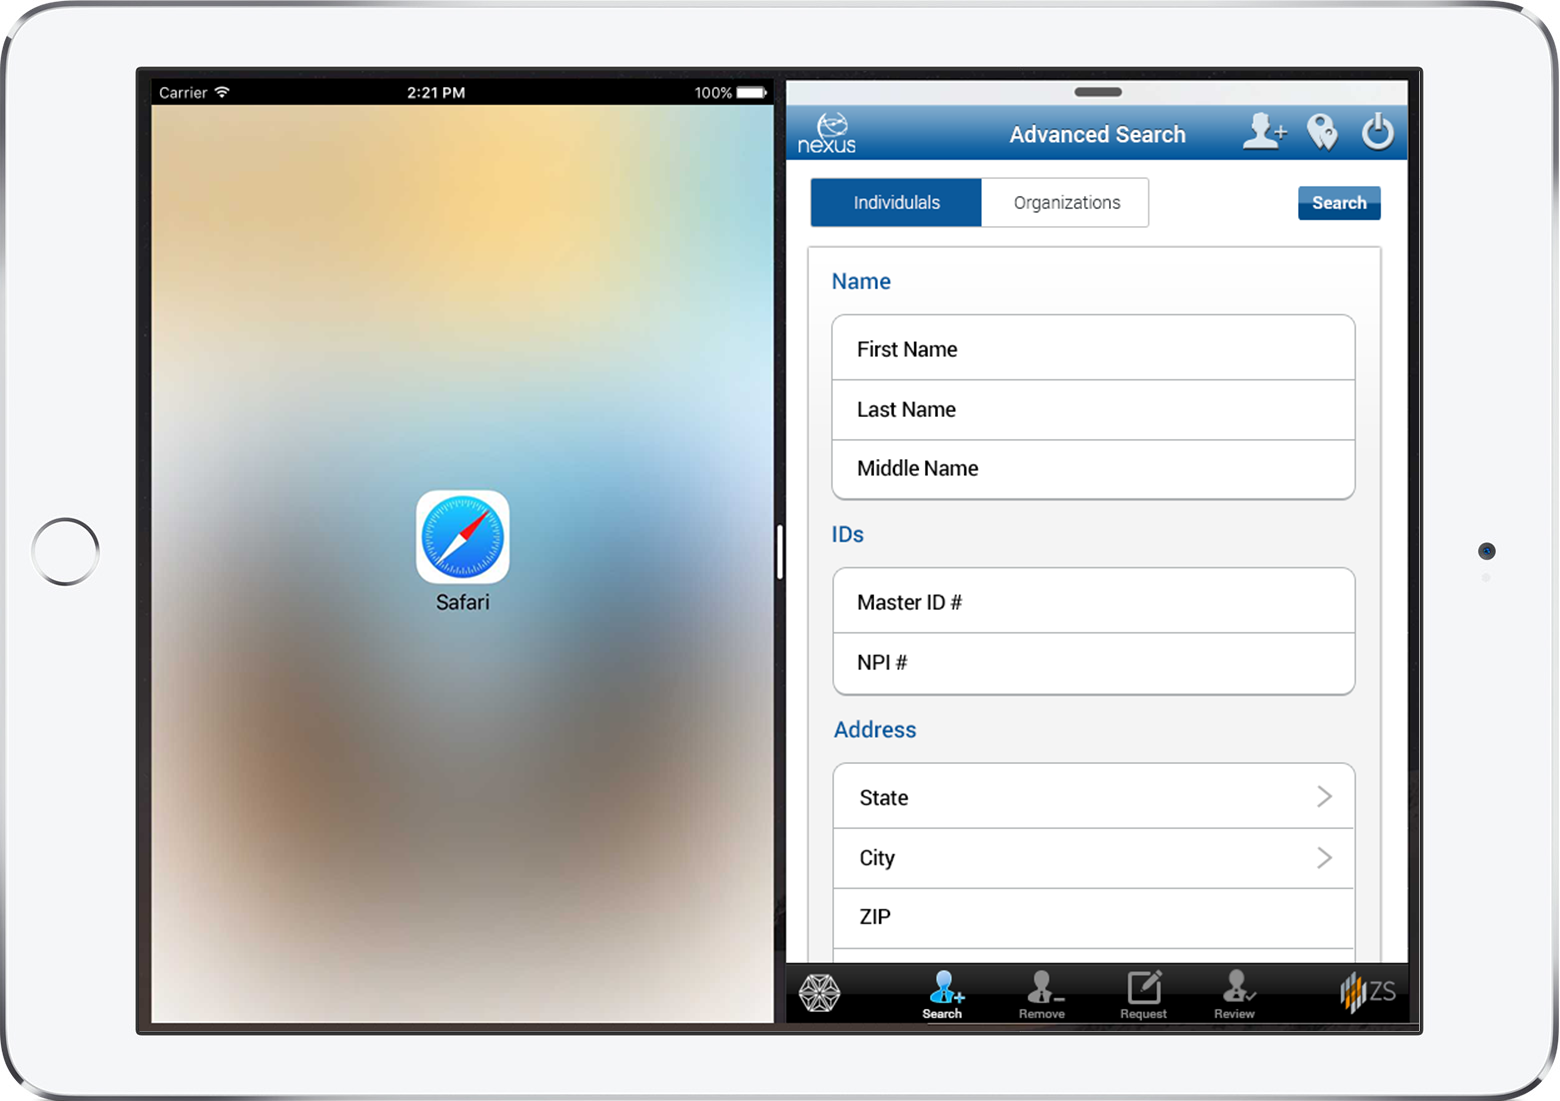 Carrier 2:21 PM 100%
Safari
nexus Advanced Search
Individulals Organizations Search
Name
First Name
Last Name
Middle Name
IDs
Master ID #
NPI #
Address
State
City
ZIP
Search Remove Request Review ZS